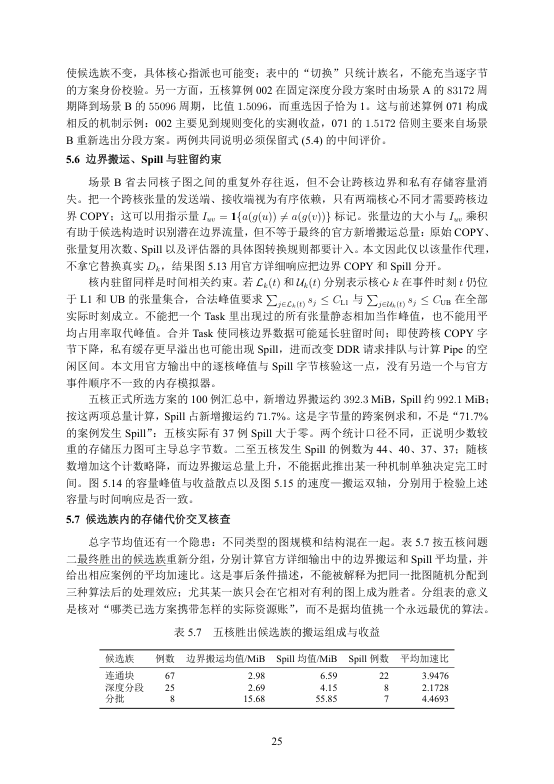 使候选族不变，具体核心指派也可能变；表中的“切换”只统计族名，不能充当逐字节
的方案身份校验。另一方面，五核算例 002 在固定深度分段方案时由场景 A 的 83172 周
期降到场景 B 的 55096 周期，比值 1.5096，而重选因子恰为 1。这与前述算例 071 构成
相反的机制示例：002 主要见到规则变化的实测收益，071 的 1.5172 倍则主要来自场景
B 重新选出分段方案。两例共同说明必须保留式 (5.4) 的中间评价。
5.6 边界搬运、Spill 与驻留约束
场景 B 省去同核子图之间的重复外存往返，但不会让跨核边界和私有存储容量消
失。把一个跨核张量的发送端、接收端视为有序依赖，只有两端核心不同才需要跨核边
界 COPY；这可以用指示量 I_{uv} = 1{a(g(u)) ≠ a(g(v))} 标记。张量边的大小与 I_{uv} 乘积
有助于候选构造时识别潜在边界流量，但不等于最终的官方新增搬运总量：原始 COPY、
张量复用次数、Spill 以及评估器的具体图转换规则都要计入。本文因此仅以该量作代理，
不拿它替换真实 D_k，结果图 5.13 用官方详细响应把边界 COPY 和 Spill 分开。
核内驻留同样是时间相关约束。若 𝓛_k(t) 和 𝓤_k(t) 分别表示核心 k 在事件时刻 t 仍位
于 L1 和 UB 的张量集合，合法峰值要求 ∑_{j∈𝓛_k(t)} s_j ≤ C_{L1} 与 ∑_{j∈𝓤_k(t)} s_j ≤ C_{UB} 在全部
实际时刻成立。不能把一个 Task 里出现过的所有张量静态相加当作峰值，也不能用平
均占用率取代峰值。合并 Task 使同核边界数据可能延长驻留时间；即使跨核 COPY 字
节下降，私有缓存更早溢出也可能出现 Spill，进而改变 DDR 请求排队与计算 Pipe 的空
闲区间。本文用官方输出中的逐核峰值与 Spill 字节核验这一点，没有另造一个与官方
事件顺序不一致的内存模拟器。
五核正式所选方案的 100 例汇总中，新增边界搬运约 392.3 MiB，Spill 约 992.1 MiB；
按这两项总量计算，Spill 占新增搬运约 71.7%。这是字节量的跨案例求和，不是“71.7%
的案例发生 Spill”：五核实际有 37 例 Spill 大于零。两个统计口径不同，正说明少数较
重的存储压力图可主导总字节数。二至五核发生 Spill 的例数为 44、40、37、37；随核
数增加这个计数略降，而边界搬运总量上升，不能据此推出某一种机制单独决定完工时
间。图 5.14 的容量峰值与收益散点以及图 5.15 的速度—搬运双轴，分别用于检验上述
容量与时间响应是否一致。
5.7 候选族内的存储代价交叉核查
总字节均值还有一个隐患：不同类型的图规模和结构混在一起。表 5.7 按五核问题
二最终胜出的候选族重新分组，分别计算官方详细输出中的边界搬运和 Spill 平均量，并
给出相应案例的平均加速比。这是事后条件描述，不能被解释为把同一批图随机分配到
三种算法后的处理效应；尤其某一族只会在它相对有利的图上成为胜者。分组表的意义
是核对“哪类已选方案携带怎样的实际资源账”，而不是据均值挑一个永远最优的算法。
表 5.7 五核胜出候选族的搬运组成与收益
候选族 例数 边界搬运均值/MiB Spill 均值/MiB Spill 例数 平均加速比
连通块 67 2.98 6.59 22 3.9476
深度分段 25 2.69 4.15 8 2.1728
分批 8 15.68 55.85 7 4.4693
25